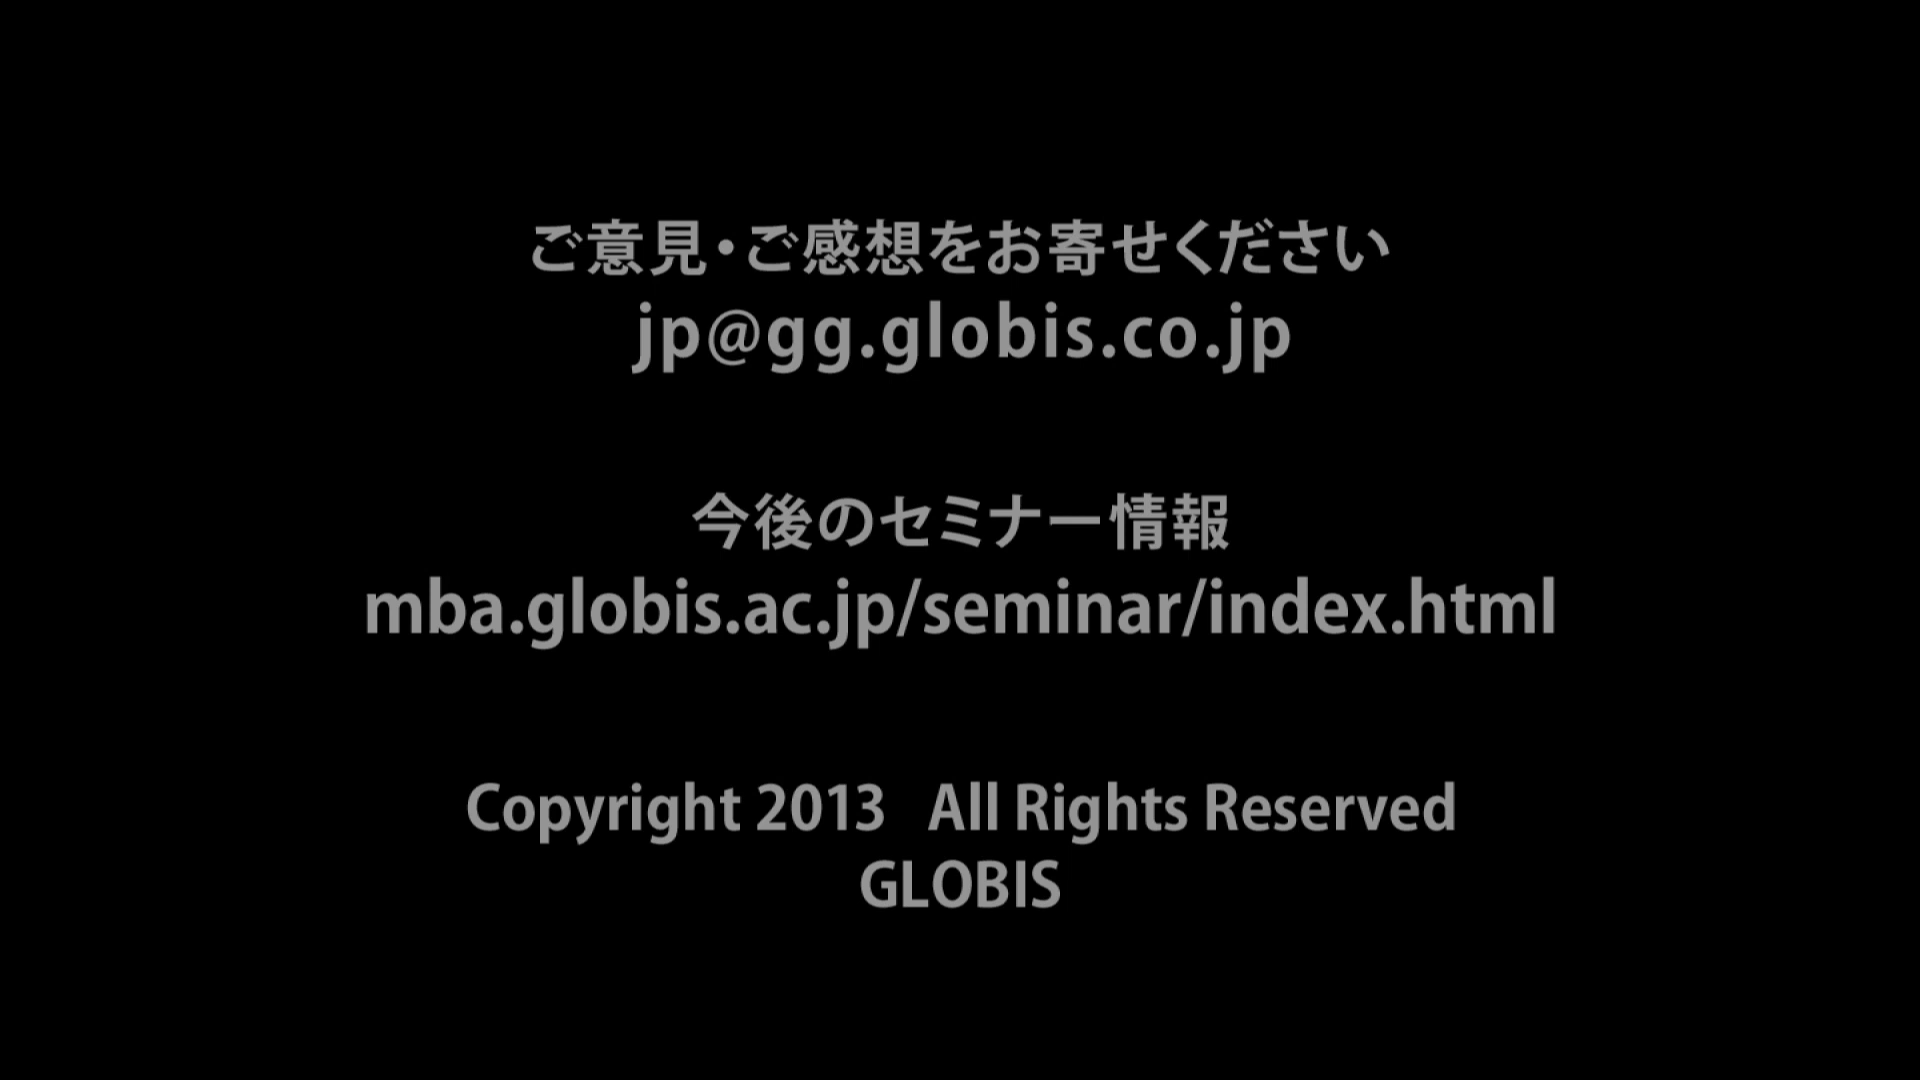 ご意見・ご感想をお寄せください
jp@gg.globis.co.jp
今後のセミナー情報
mba.globis.ac.jp/seminar/index.html
Copyright 2013 All Rights Reserved
GLOBIS